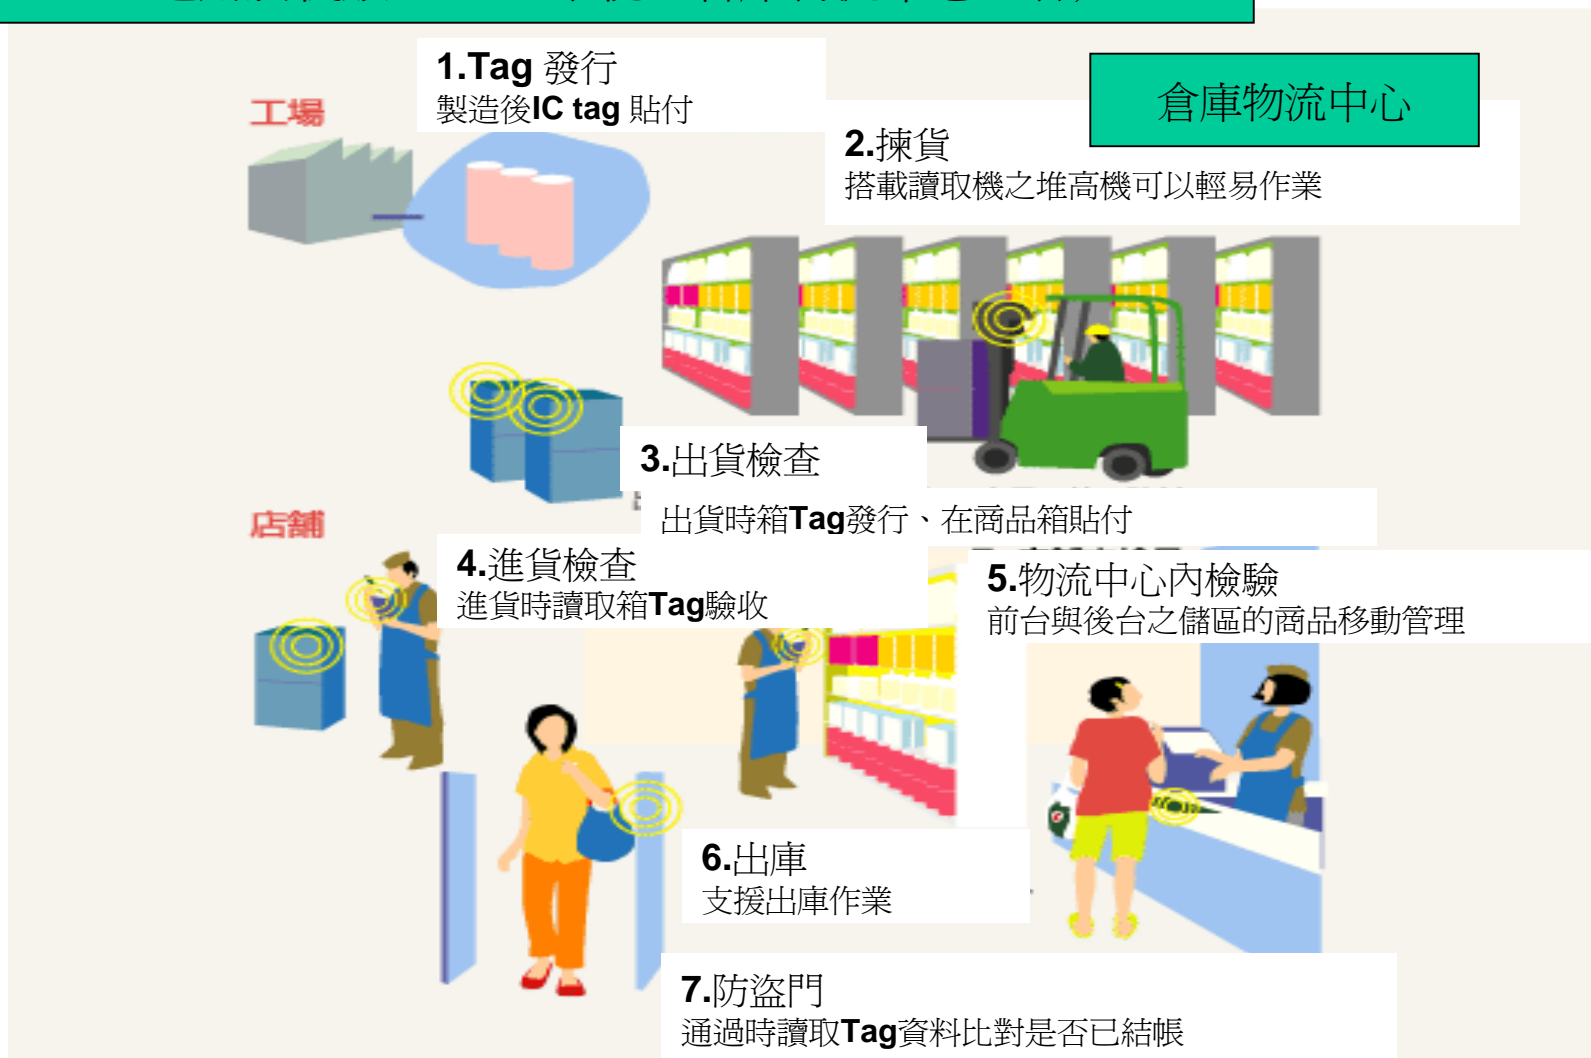 1.Tag 發行
製造後IC tag 貼付
倉庫物流中心
工場
2.揀貨
搭載讀取機之堆高機可以輕易作業
3.出貨檢查
出貨時箱Tag發行、在商品箱貼付
店舖
4.進貨檢查
進貨時讀取箱Tag驗收
5.物流中心內檢驗
前台與後台之儲區的商品移動管理
6.出庫
支援出庫作業
7.防盜門
通過時讀取Tag資料比對是否已結帳